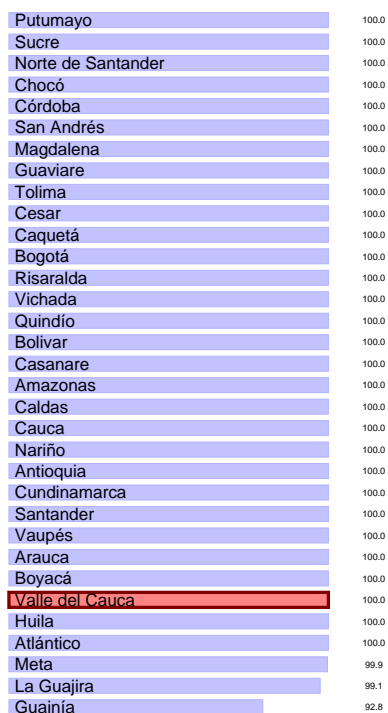 Putumayo 100.0
Sucre 100.0
Norte de Santander 100.0
Chocó 100.0
Córdoba 100.0
San Andrés 100.0
Magdalena 100.0
Guaviare 100.0
Tolima 100.0
Cesar 100.0
Caquetá 100.0
Bogotá 100.0
Risaralda 100.0
Vichada 100.0
Quindío 100.0
Bolivar 100.0
Casanare 100.0
Amazonas 100.0
Caldas 100.0
Cauca 100.0
Nariño 100.0
Antioquia 100.0
Cundinamarca 100.0
Santander 100.0
Vaupés 100.0
Arauca 100.0
Boyacá 100.0
Valle del Cauca 100.0
Huila 100.0
Atlántico 100.0
Meta 99.9
La Guajira 99.1
Guainía 92.8